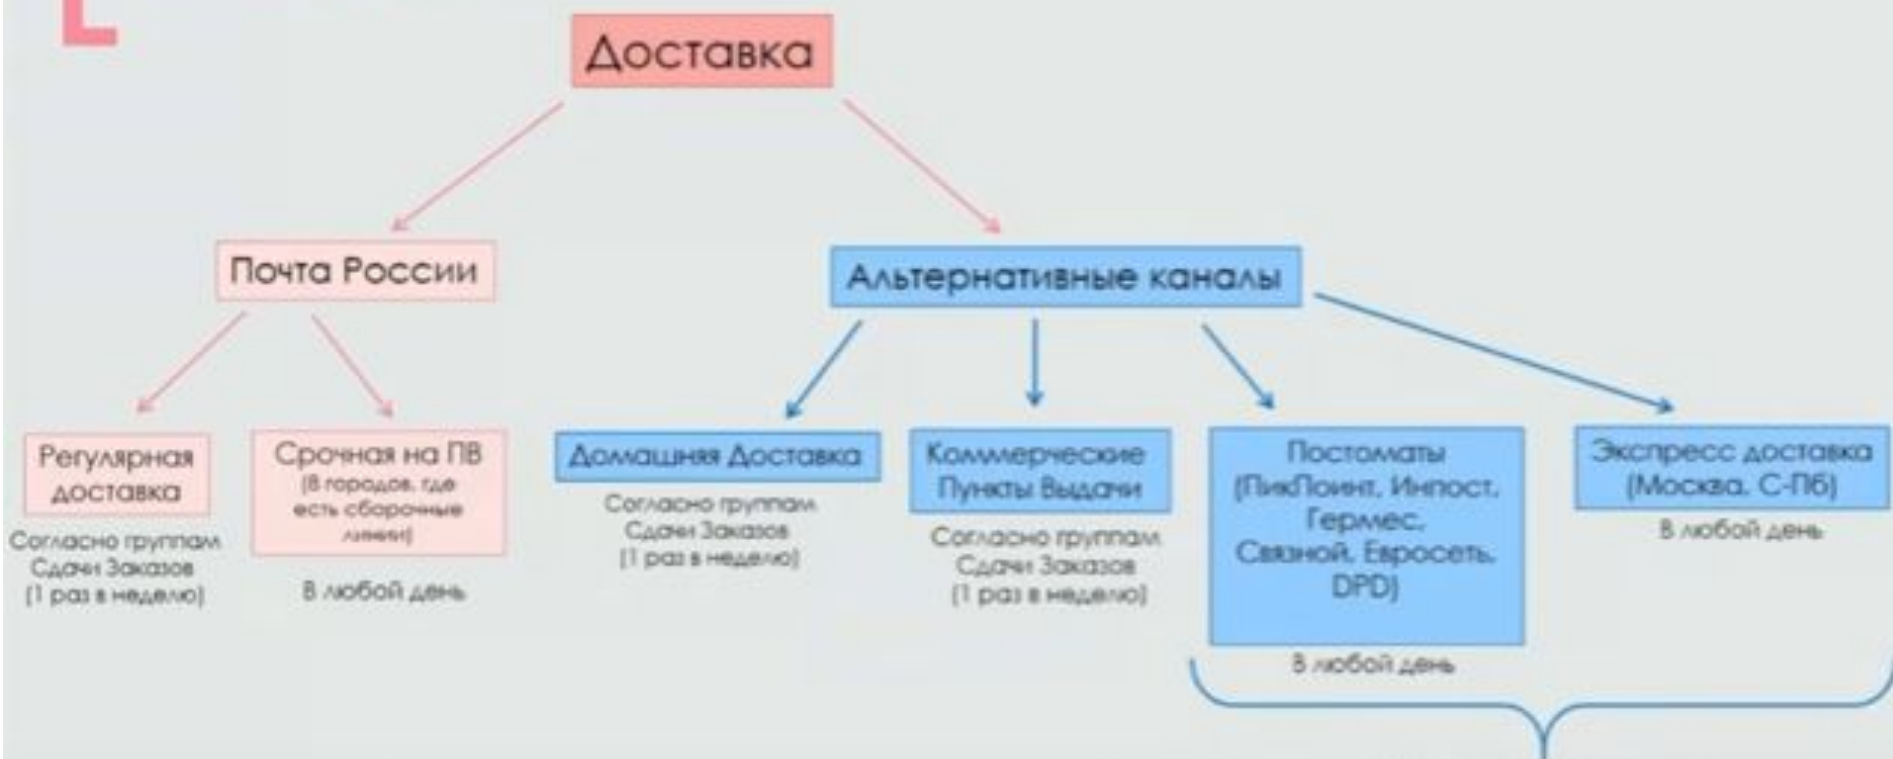 Доставка
Почта России
Альтернативные каналы
Регулярная
доставка
Согласно группам
Сдачи Заказов
(1 раз в неделю)
Срочная на ПВ
(8 городов, где
есть сборочные
линии)
В любой день
Домашняя Доставка
Согласно группам
Сдачи Заказов
(1 раз в неделю)
Коммерческие
Пункты Выдачи
Согласно группам
Сдачи Заказов
(1 раз в неделю)
Постоматы
(ПикПоинт, Инпост,
Гермес,
Связной, Евросеть,
DPD)
В любой день
Экспресс доставка
(Москва, С-Пб)
В любой день